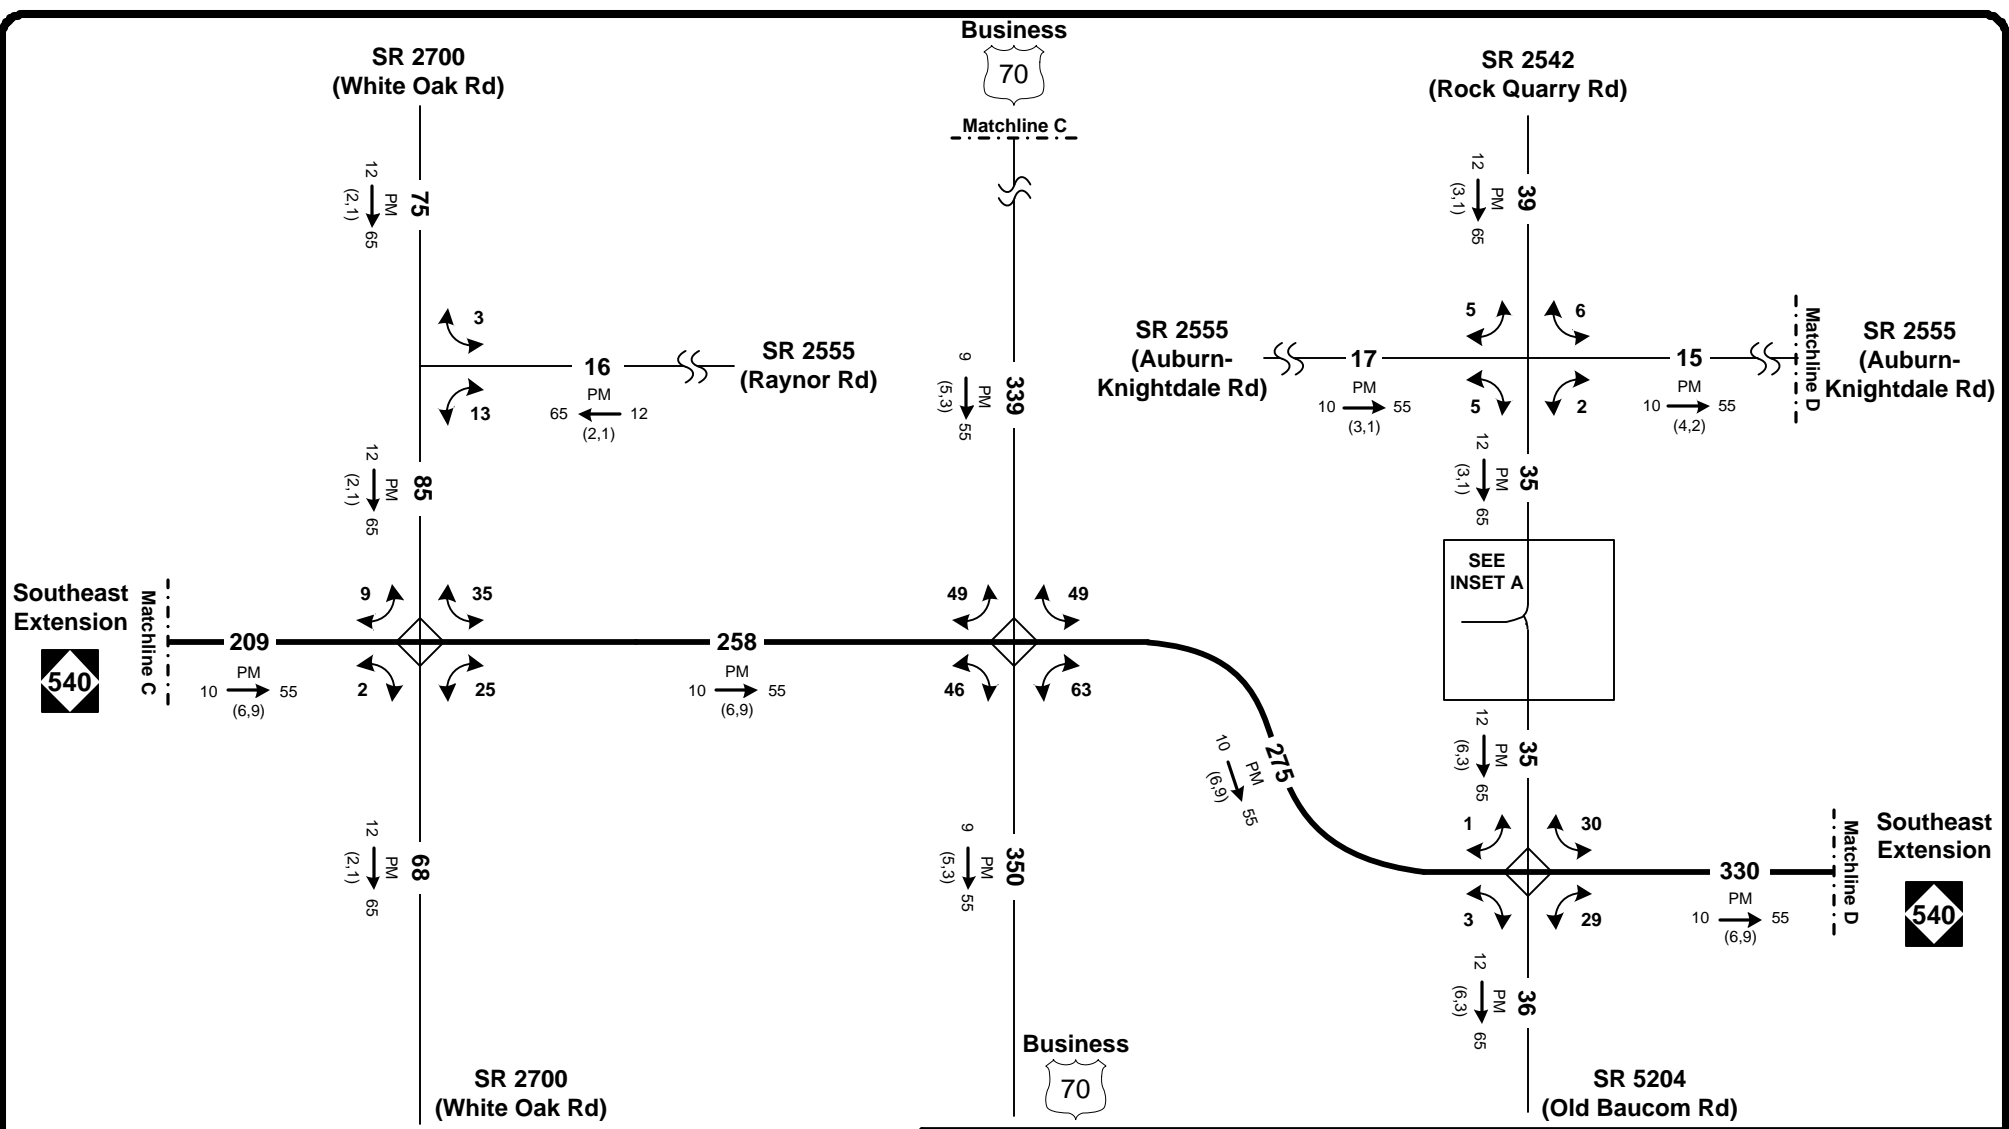 Business
70
Matchline C
SR 2700
(White Oak Rd)
SR 2542
(Rock Quarry Rd)
12
PM
(2,1)
65
75
12
PM
(3,1)
65
39
3
13
16
PM
65 12
(2,1)
SR 2555
(Raynor Rd)
9
PM
(5,3)
55
339
SR 2555
(Auburn-
Knightdale Rd)
17
PM
10 55
(3,1)
5
6
5
2
15
PM
10 55
(4,2)
Matchline D
SR 2555
(Auburn-
Knightdale Rd)
12
PM
(2,1)
65
85
12
PM
(3,1)
65
35
SEE
INSET A
Southeast
Extension
540
Matchline C
209
PM
10 55
(6,9)
9
35
2
25
258
PM
10 55
(6,9)
49
49
46
63
10
PM
(6,9)
55
275
12
PM
(6,3)
65
35
12
PM
(2,1)
65
68
9
PM
(5,3)
55
350
1
30
3
29
330
PM
10 55
(6,9)
Matchline D
Southeast
Extension
540
12
PM
(6,3)
65
36
Business
70
SR 2700
(White Oak Rd)
SR 5204
(Old Baucom Rd)